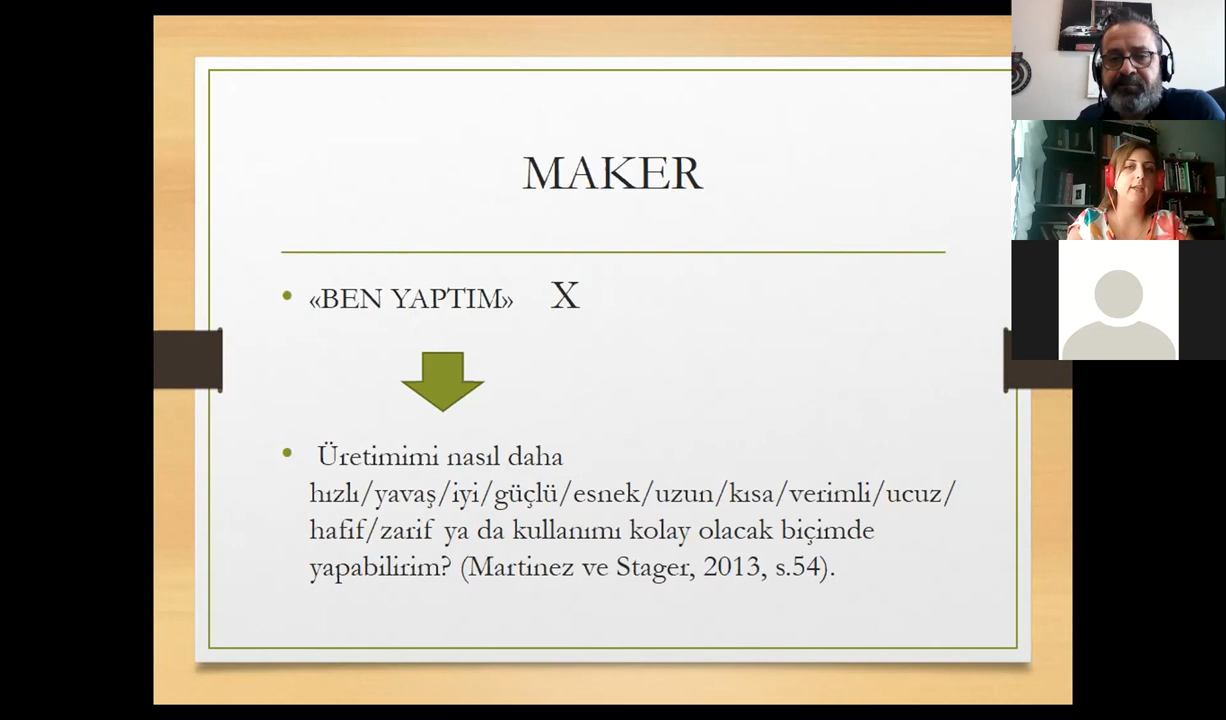 MAKER
«BEN YAPTIM» X
Üretimimi nasıl daha
hızlı/yavaş/iyi/güçlü/esnek/uzun/kısa/verimli/ucuz/
hafif/zarif ya da kullanımı kolay olacak biçimde
yapabilirim? (Martinez ve Stager, 2013, s.54).